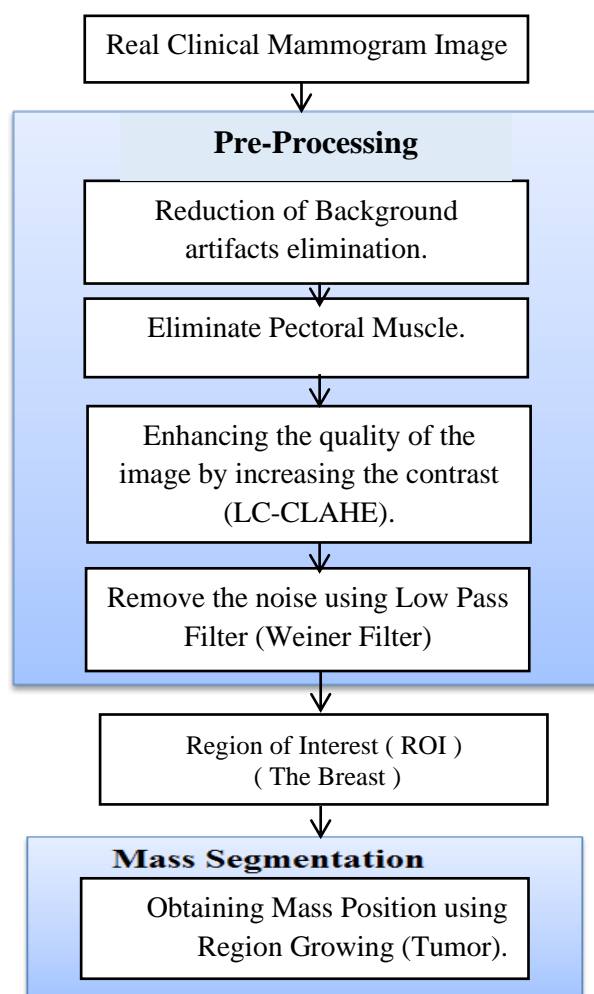 Real Clinical Mammogram Image
Pre-Processing
Reduction of Background
artifacts elimination.
Eliminate Pectoral Muscle.
Enhancing the quality of the
image by increasing the contrast
(LC-CLAHE).
Remove the noise using Low Pass
Filter (Weiner Filter)
Region of Interest ( ROI )
( The Breast )
Mass Segmentation
Obtaining Mass Position using
Region Growing (Tumor).